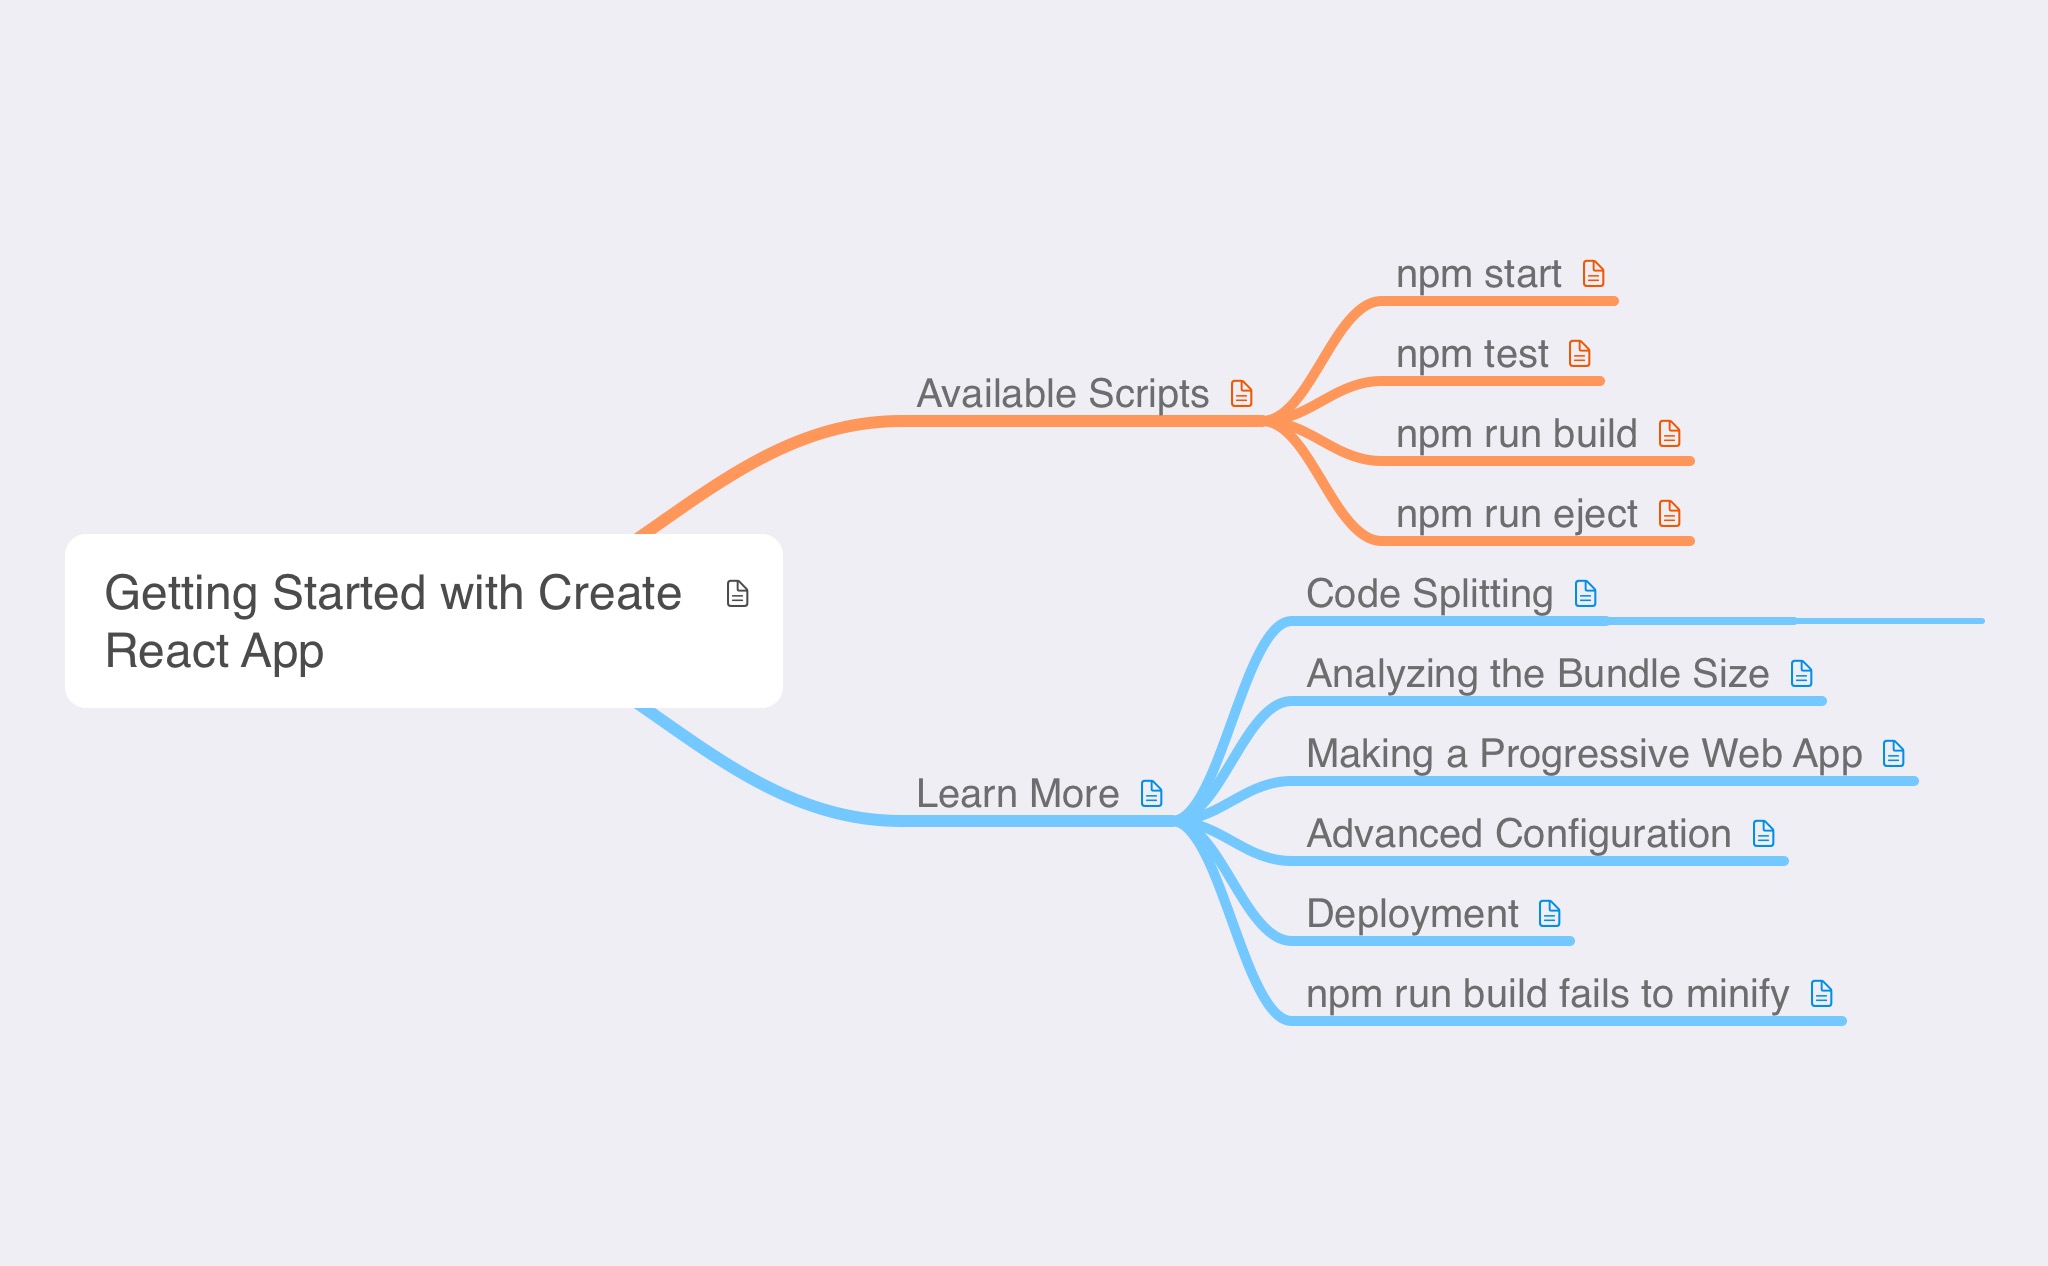 Getting Started with Create
React App
Available Scripts
npm start
npm test
npm run build
npm run eject
Learn More
Code Splitting
Analyzing the Bundle Size
Making a Progressive Web App
Advanced Configuration
Deployment
npm run build fails to minify